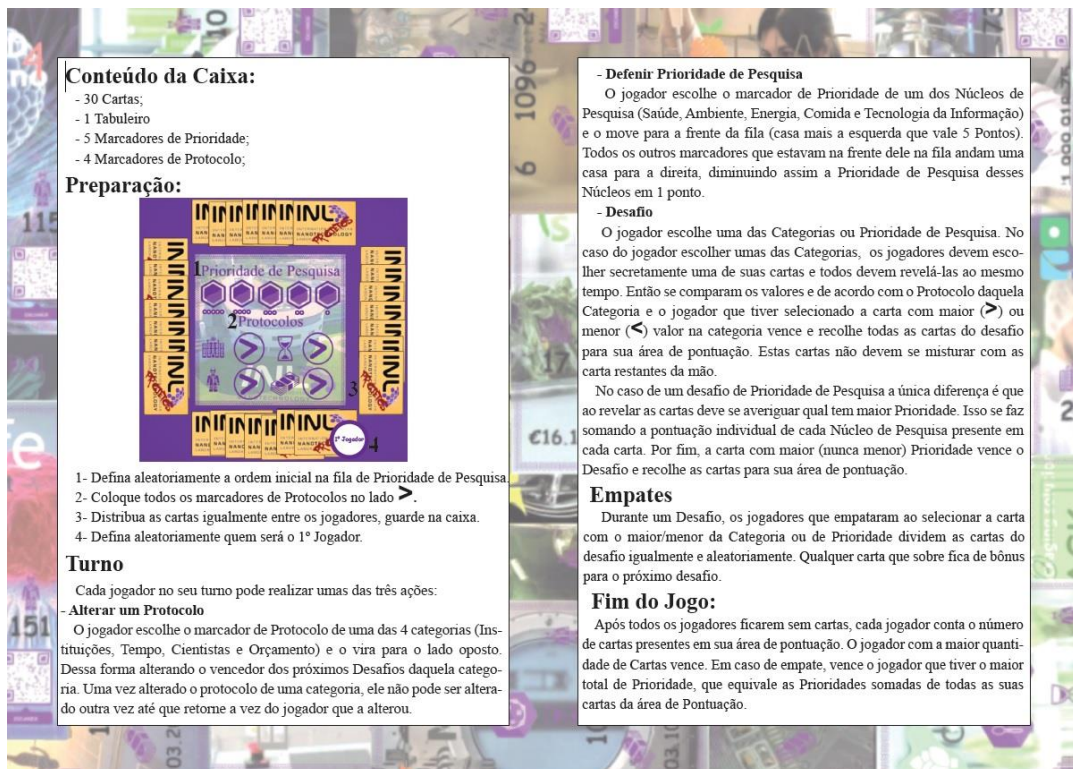 Conteúdo da Caixa:
- 30 Cartas;
- 1 Tabuleiro
- 5 Marcadores de Prioridade;
- 4 Marcadores de Protocolo;
Preparação:
INL
PROJETOS
1 Prioridade de Pesquisa
2 Protocolos
3
1º Jogador
4
1- Defina aleatoriamente a ordem inicial na fila de Prioridade de Pesquisa.
2- Coloque todos os marcadores de Protocolos no lado >.
3- Distribua as cartas igualmente entre os jogadores, guarde na caixa.
4- Defina aleatoriamente quem será o 1º Jogador.
Turno
Cada jogador no seu turno pode realizar umas das três ações:
- Alterar um Protocolo
O jogador escolhe o marcador de Protocolo de uma das 4 categorias (Ins-
tituições, Tempo, Cientistas e Orçamento) e o vira para o lado oposto.
Dessa forma alterando o vencedor dos próximos Desafios daquela catego-
ria. Uma vez alterado o protocolo de uma categoria, ele não pode ser altera-
do outra vez até que retorne a vez do jogador que a alterou.
- Defenir Prioridade de Pesquisa
O jogador escolhe o marcador de Prioridade de um dos Núcleos de
Pesquisa (Saúde, Ambiente, Energia, Comida e Tecnologia da Informação)
e o move para a frente da fila (casa mais a esquerda que vale 5 Pontos).
Todos os outros marcadores que estavam na frente dele na fila andam uma
casa para a direita, diminuindo assim a Prioridade de Pesquisa desses
Núcleos em 1 ponto.
- Desafio
O jogador escolhe uma das Categorias ou Prioridade de Pesquisa. No
caso do jogador escolher umas das Categorias, os jogadores devem esco-
lher secretamente uma de suas cartas e todos devem revelá-las ao mesmo
tempo. Então se comparam os valores e de acordo com o Protocolo daquela
Categoria e o jogador que tiver selecionado a carta com maior (>) ou
menor (<) valor na categoria vence e recolhe todas as cartas do desafio
para sua área de pontuação. Estas cartas não devem se misturar com as
carta restantes da mão.
No caso de um desafio de Prioridade de Pesquisa a única diferença é que
ao revelar as cartas deve se averiguar qual tem maior Prioridade. Isso se faz
somando a pontuação individual de cada Núcleo de Pesquisa presente em
cada carta. Por fim, a carta com maior (nunca menor) Prioridade vence o
Desafio e recolhe as cartas para sua área de pontuação.
Empates
Durante um Desafio, os jogadores que empataram ao selecionar a carta
com o maior/menor da Categoria ou de Prioridade dividem as cartas do
desafio igualmente e aleatoriamente. Qualquer carta que sobre fica de bônus
para o próximo desafio.
Fim do Jogo:
Após todos os jogadores ficarem sem cartas, cada jogador conta o número
de cartas presentes em sua área de pontuação. O jogador com a maior quanti-
dade de Cartas vence. Em caso de empate, vence o jogador que tiver o maior
total de Prioridade, que equivale as Prioridades somadas de todas as suas
cartas da área de Pontuação.
10
1096
6
115
151
17
€16.1
03.10